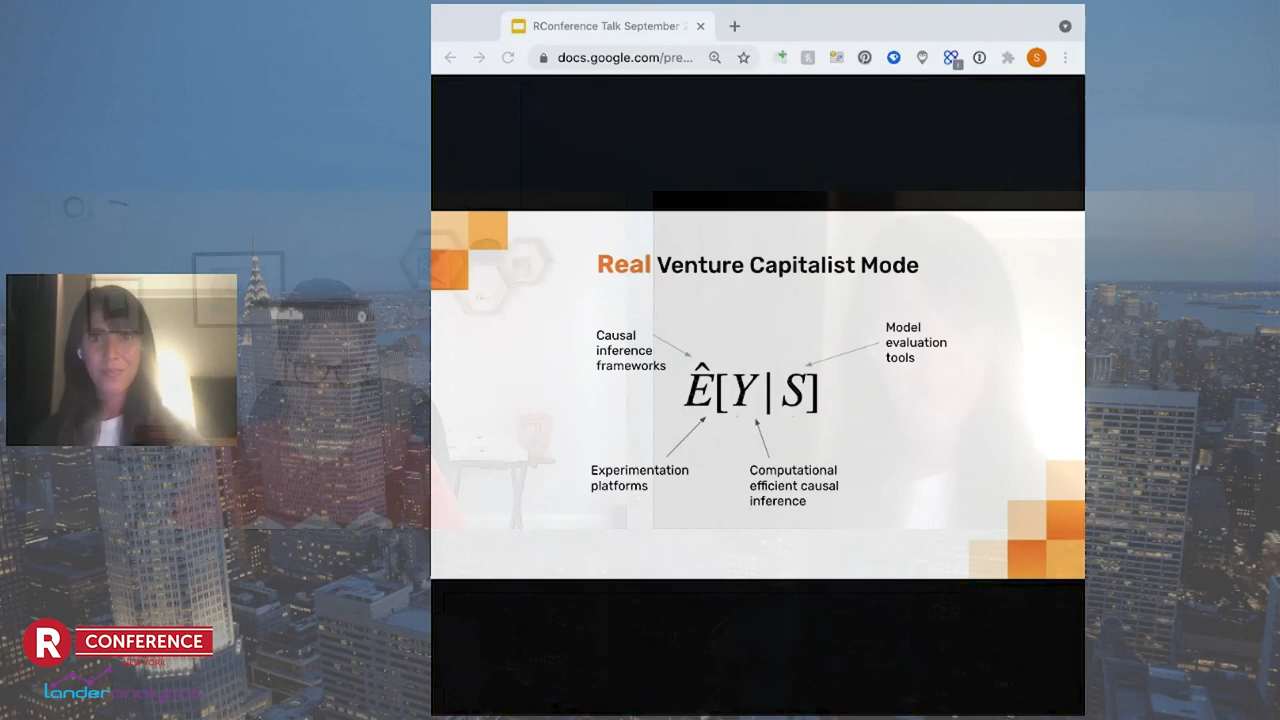 RConference Talk September 2
docs.google.com/pre...
S
Real Venture Capitalist Mode
Causal
inference
frameworks
Model
evaluation
tools
Ê[Y|S]
Experimentation
platforms
Computational
efficient causal
inference
R
CONFERENCE
NEW YORK
lander analytics